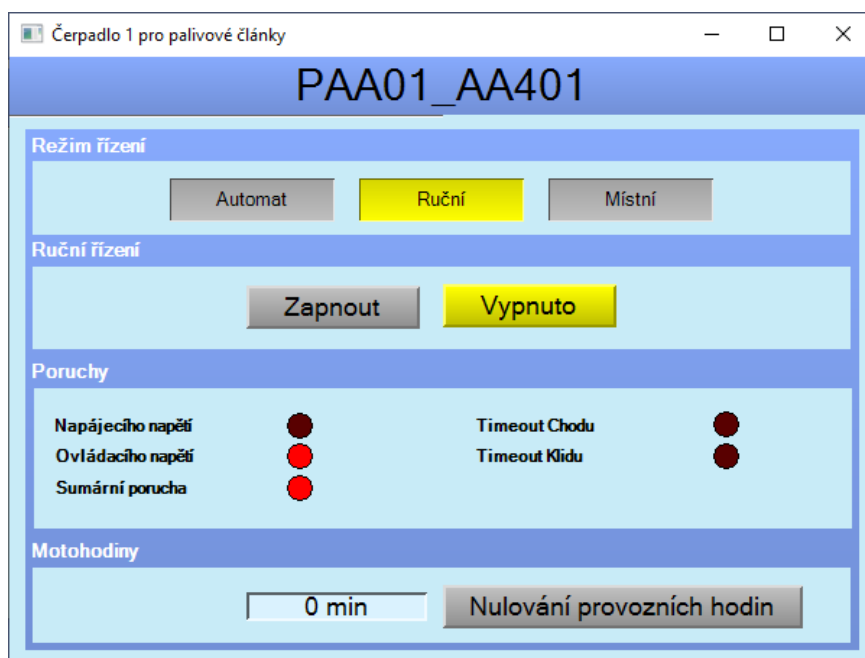 Čerpadlo 1 pro palivové články
PAA01_AA401
Režim řízení
Automat Ruční Místní
Ruční řízení
Zapnout Vypnuto
Poruchy
Napájecího napětí Timeout Chodu
Ovládacího napětí Timeout Klidu
Sumární porucha
Motohodiny
0 min Nulování provozních hodin